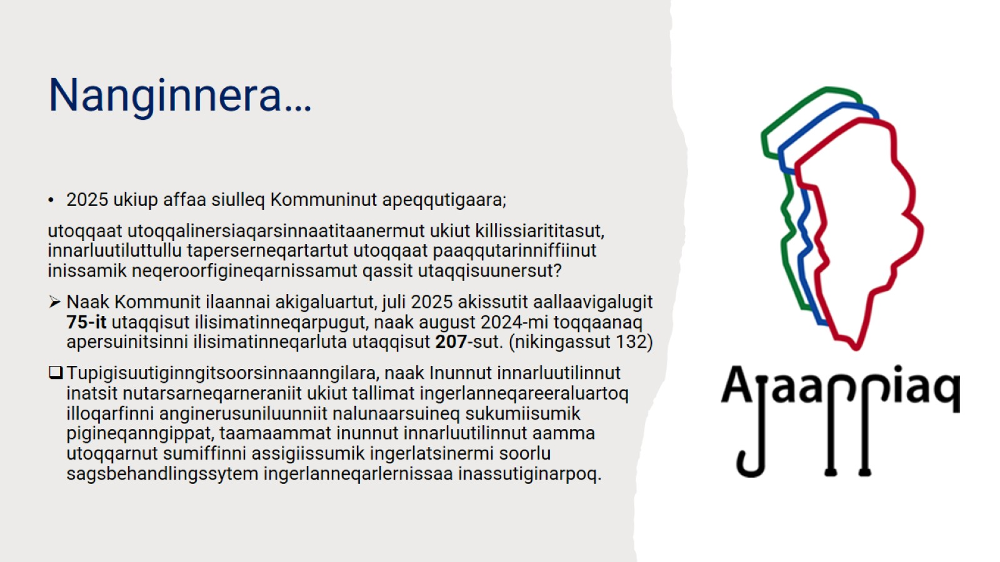 Nanginnera…
• 2025 ukiup affaa siulleq Kommuninut apeqqutigaara;
utoqqaat utoqqalinersiaqarsinnaatitaanermut ukiut killissiarititasut,
innarluutiluttullu taperserneqartartut utoqqaat paaqqutarinniffiinut
inissamik neqeroorfigineqarnissamut qassit utaqqisuunersut?
➢ Naak Kommunit ilaannai akigaluartut, juli 2025 akissutit aallaavigalugit
75-it utaqqisut ilisimatinneqarpugut, naak august 2024-mi toqqaanaq
apersuinitsinni ilisimatinneqarluta utaqqisut 207-sut. (nikingassut 132)
❑ Tupigisuutiginngitsoorsinnaanngilara, naak Inunnut innarluutilinnut
inatsit nutarsarneqarneraniit ukiut tallimat ingerlanneqareeraluartoq
illoqarfinni anginerusuniluunniit nalunaarsuineq sukumiisumik
pigineqanngippat, taamaammat inunnut innarluutilinnut aamma
utoqqarnut sumiffinni assigiissumik ingerlatsinermi soorlu
sagsbehandlingssytem ingerlanneqarlernissaa inassutiginarpoq.
Ajaanniaq